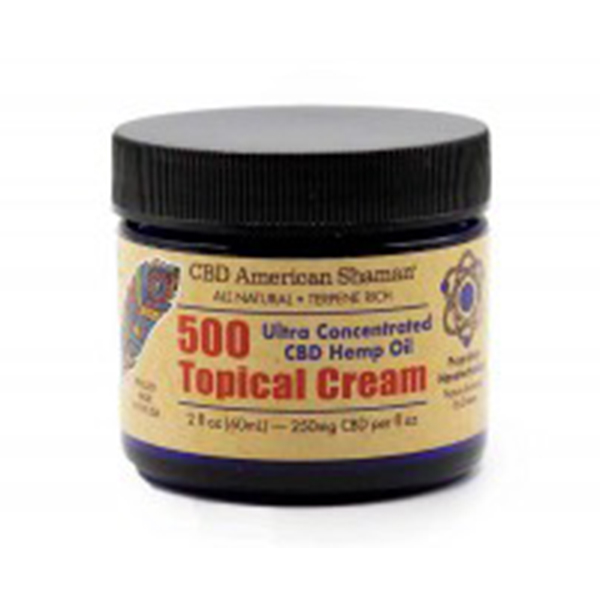 CBD American Shaman
ALL NATURAL • TERPENE RICH
500 Ultra Concentrated
CBD Hemp Oil
Topical Cream
2 fl oz (60mL) — 250mg CBD per fl oz